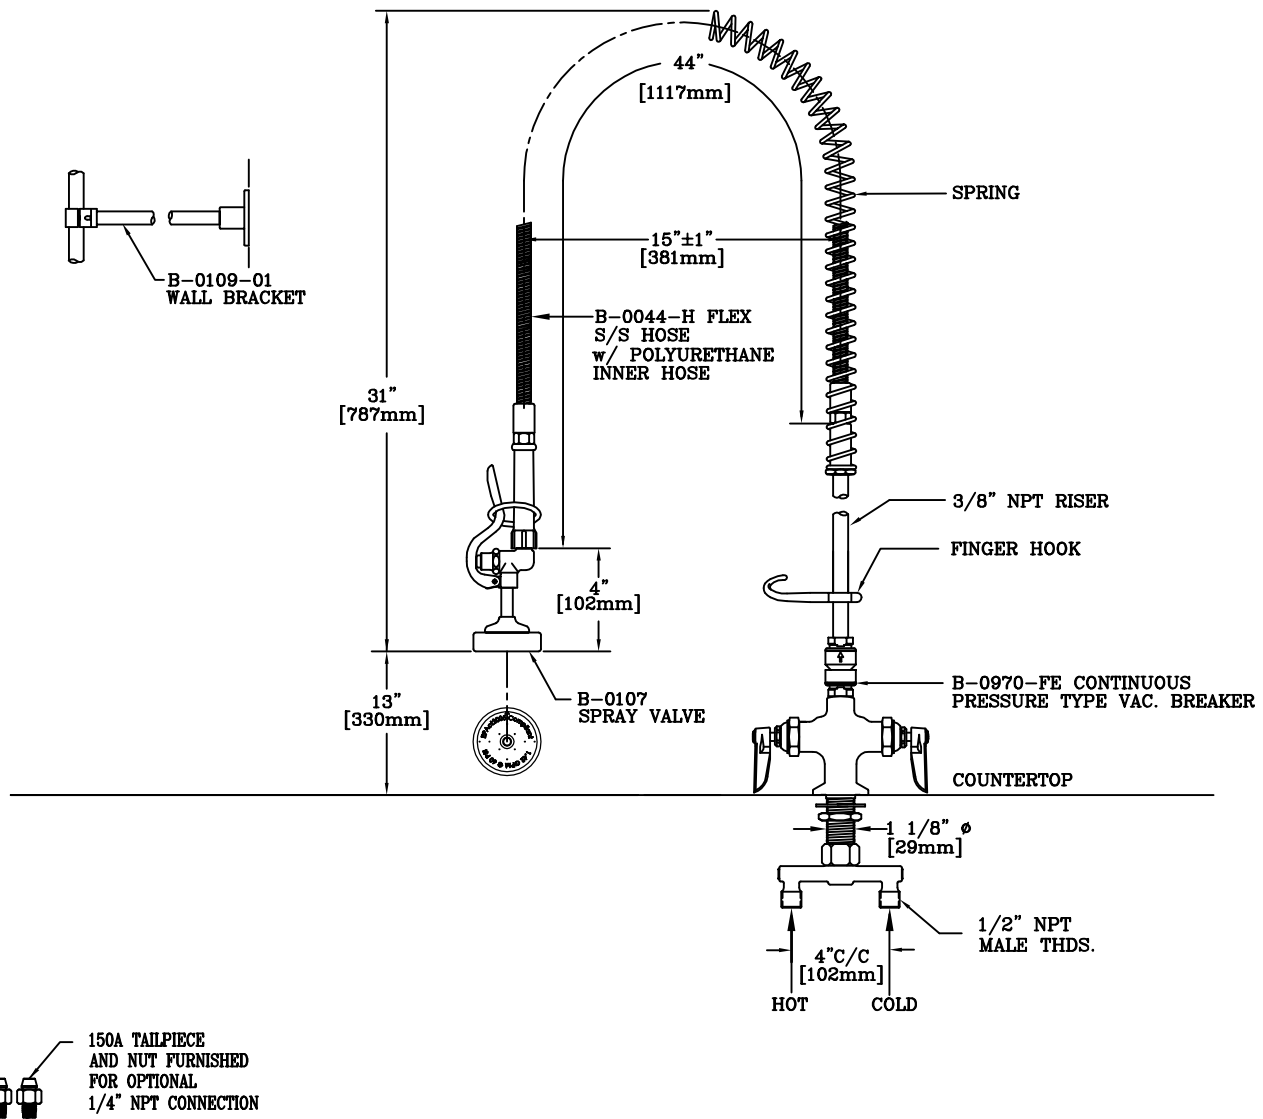 44"
[1117mm]
SPRING
15"±1"
[381mm]
B-0109-01
WALL BRACKET
B-0044-H FLEX
S/S HOSE
w/ POLYURETHANE
INNER HOSE
31"
[787mm]
3/8" NPT RISER
FINGER HOOK
4"
[102mm]
B-0970-FE CONTINUOUS
PRESSURE TYPE VAC. BREAKER
B-0107
SPRAY VALVE
13"
[330mm]
COUNTERTOP
1 1/8" ø
[29mm]
1/2" NPT
MALE THDS.
4"C/C
[102mm]
HOT
COLD
150A TAILPIECE
AND NUT FURNISHED
FOR OPTIONAL
1/4" NPT CONNECTION